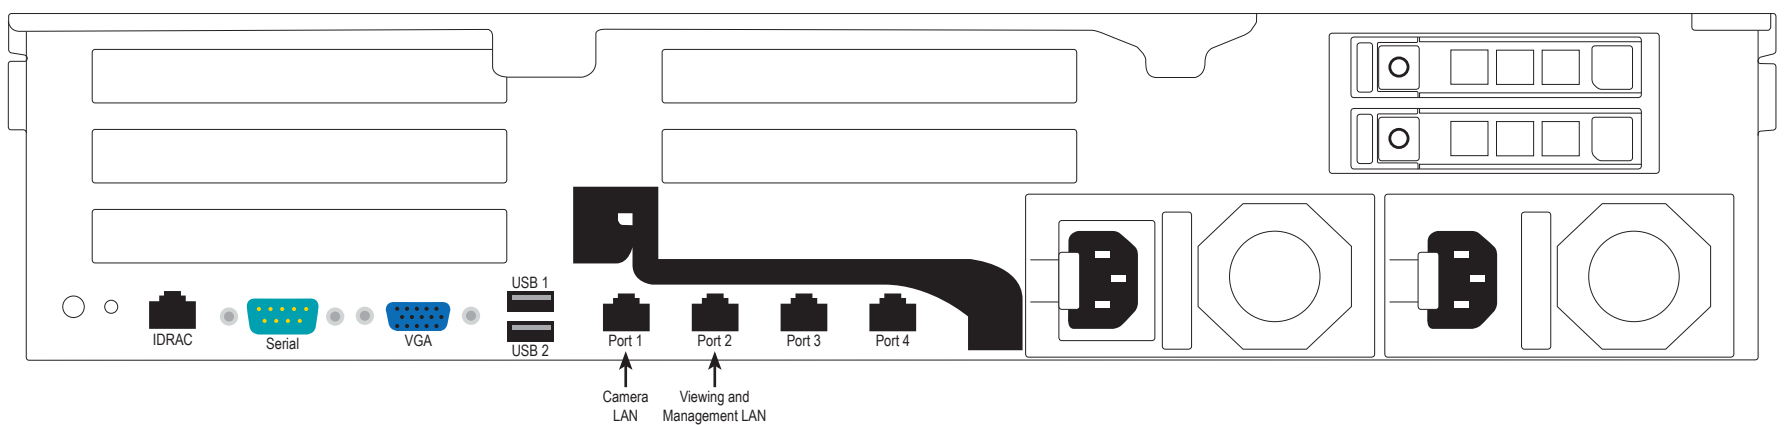 USB 1
IDRAC
Serial
VGA
USB 2
Port 1
Port 2
Port 3
Port 4
Camera
LAN
Viewing and
Management LAN